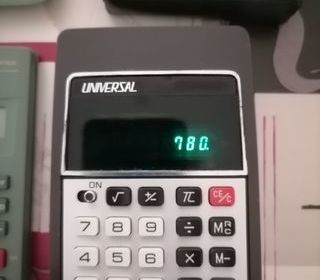 UNIVERSAL
780.
ON
√ +/- π CE/C
7 8 9 ÷ MRC
4 5 6 × M-